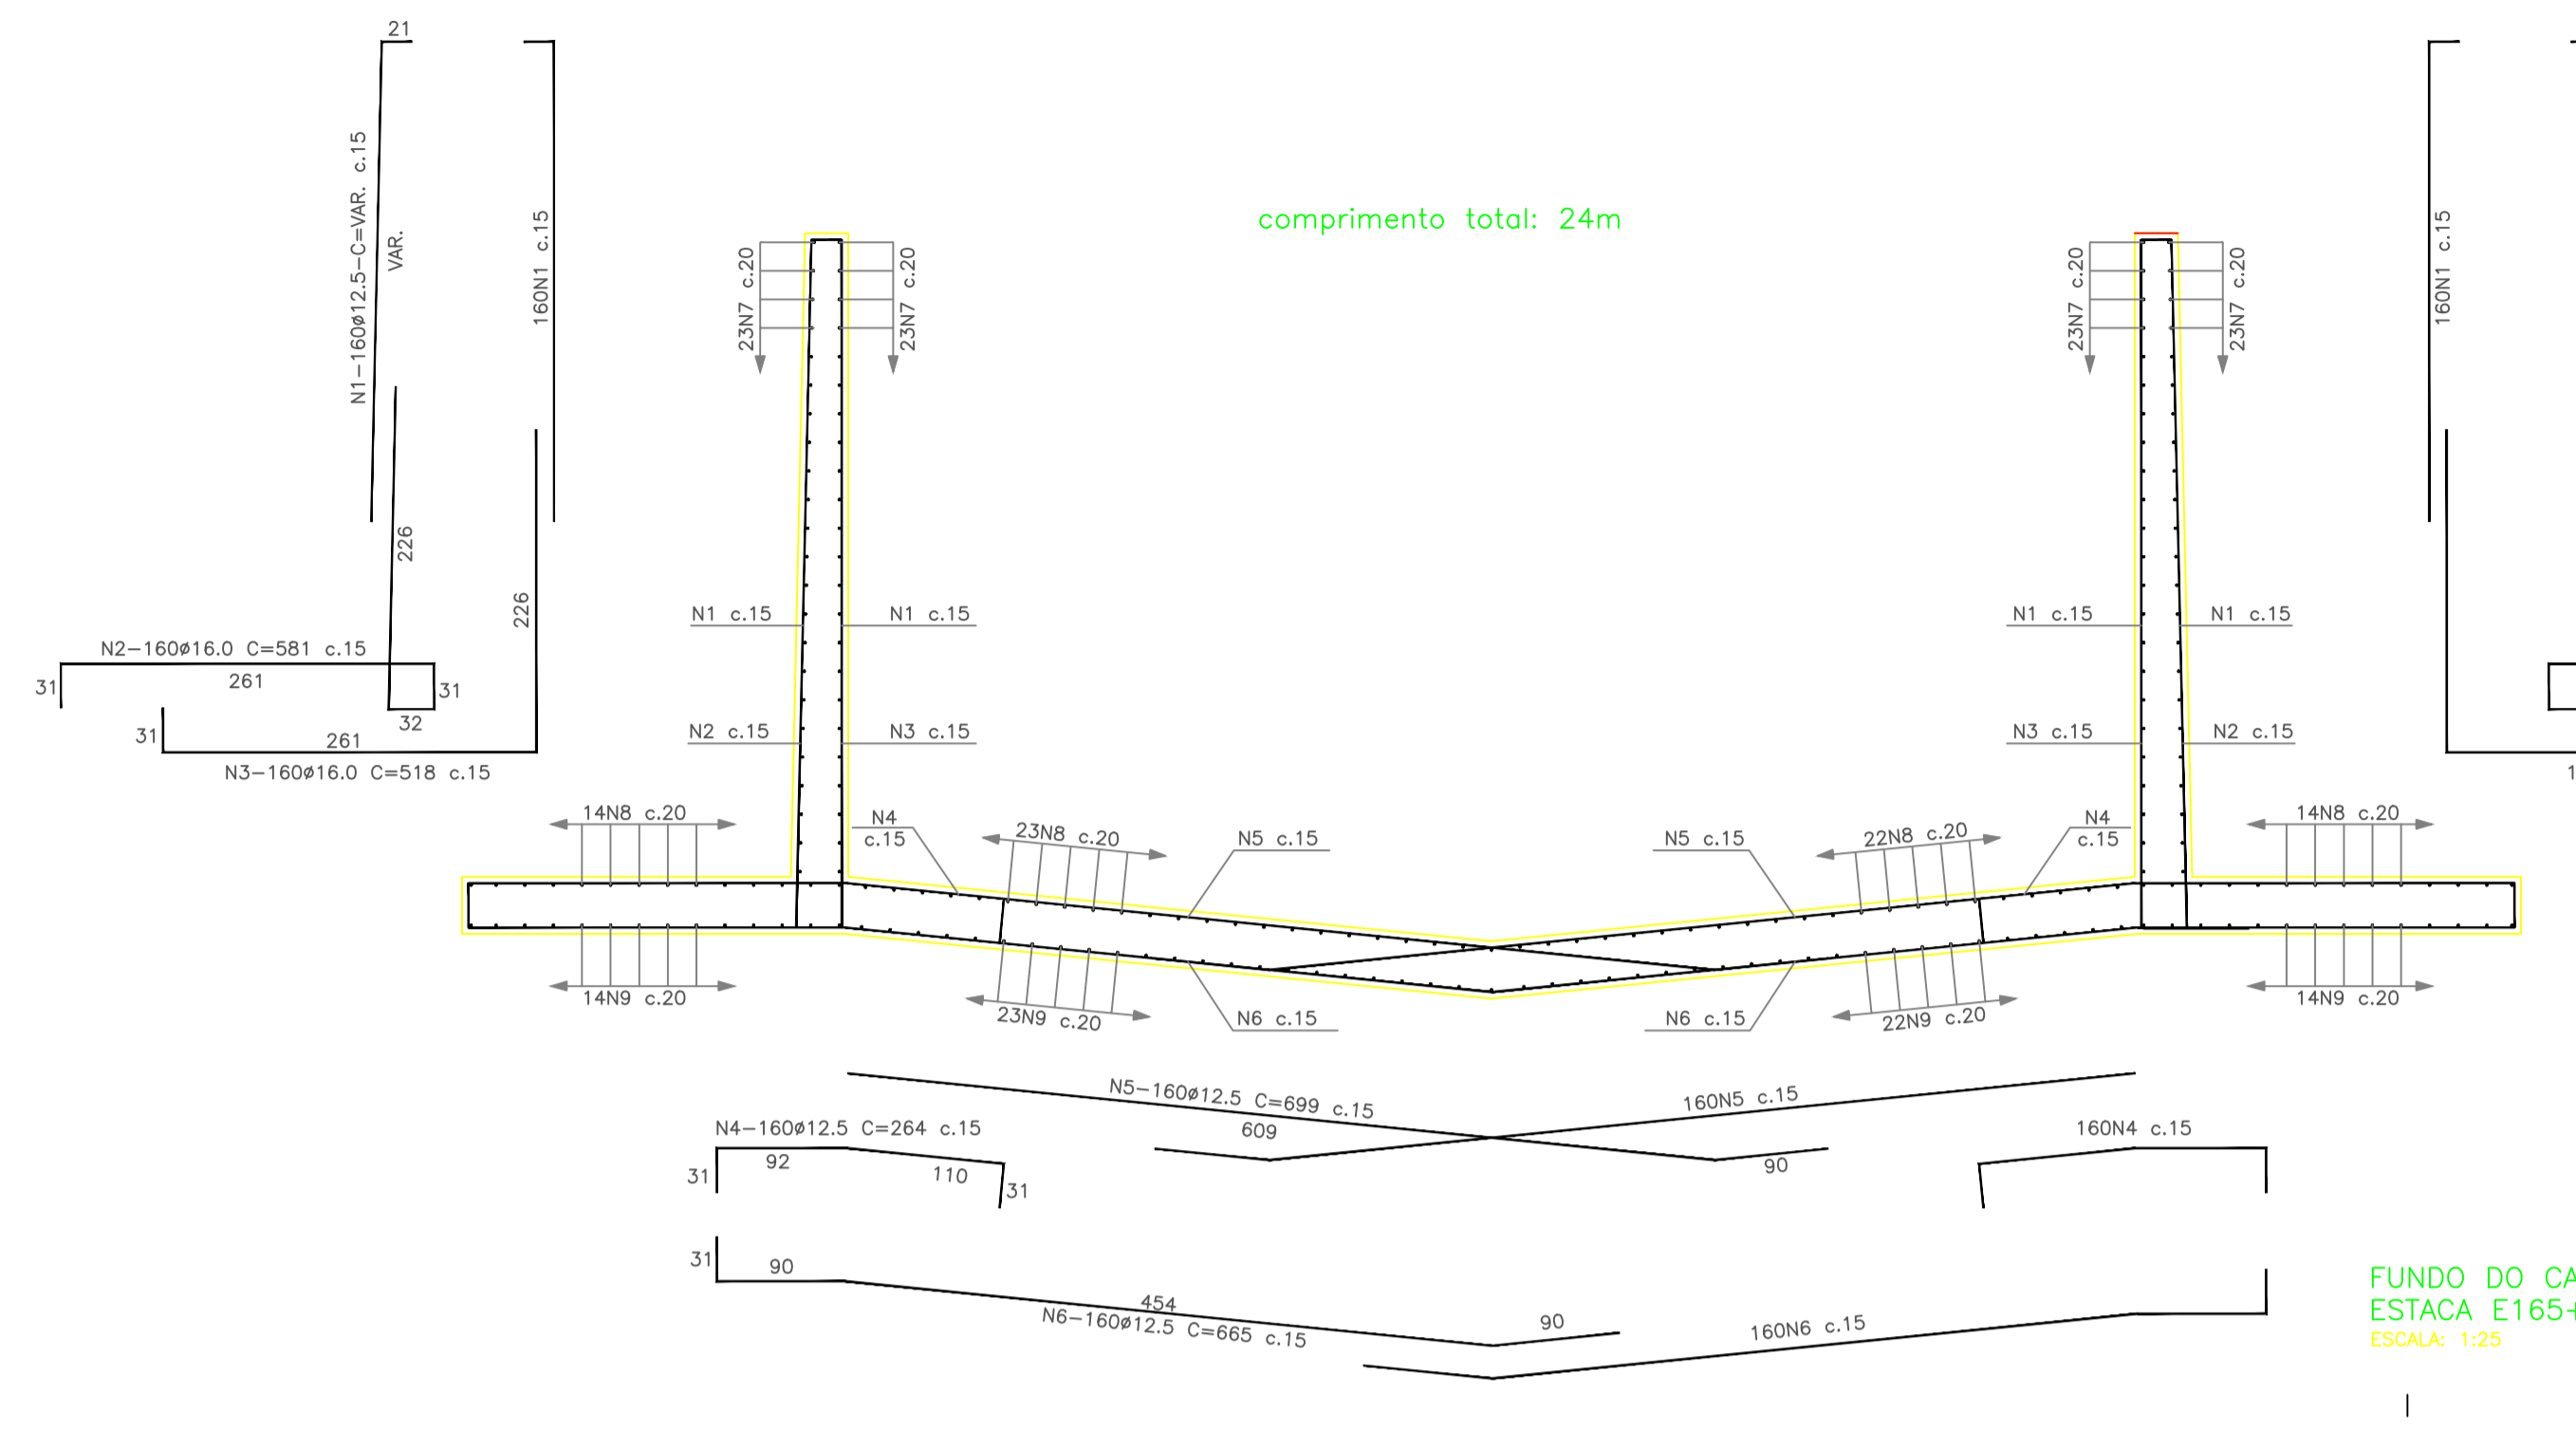 21
N1-160ø12.5-C=VAR. c.15
VAR.
160N1 c.15
226
226
N2-160ø16.0 C=581 c.15
31
261
31
32
31
261
N3-160ø16.0 C=518 c.15
comprimento total: 24m
23N7 c.20
23N7 c.20
23N7 c.20
23N7 c.20
160N1 c.15
N1 c.15
N1 c.15
N1 c.15
N1 c.15
N2 c.15
N3 c.15
N3 c.15
N2 c.15
1
14N8 c.20
N4
c.15
23N8 c.20
N5 c.15
N5 c.15
22N8 c.20
N4
c.15
14N8 c.20
14N9 c.20
23N9 c.20
N6 c.15
N6 c.15
22N9 c.20
14N9 c.20
N5-160ø12.5 C=699 c.15
609
160N5 c.15
90
N4-160ø12.5 C=264 c.15
31
92
110
31
160N4 c.15
31
90
454
N6-160ø12.5 C=665 c.15
90
160N6 c.15
FUNDO DO CA
ESTACA E165+
ESCALA: 1:25